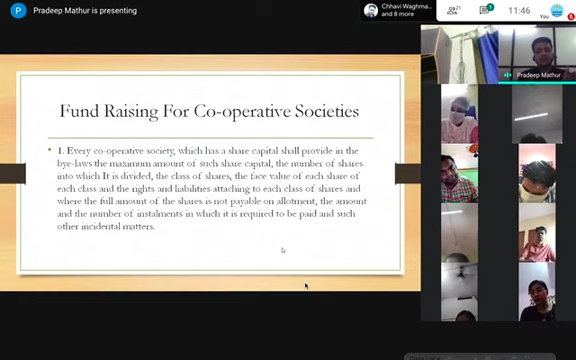 P Pradeep Mathur is presenting
Chhavi Waghma...
and 8 more
21
1
11:46
You
Pradeep Mathur
Fund Raising For Co-operative Societies
• 1. Every co-operative society, which has a share capital shall provide in the
bye-laws the maximum amount of such share capital, the number of shares
into which It is divided, the class of shares, the face value of each share of
each class and the rights and liabilities attaching to each class of shares and
where the full amount of the shares is not payable on allotment, the amount
and the number of instalments in which it is required to be paid and such
other incidental matters.